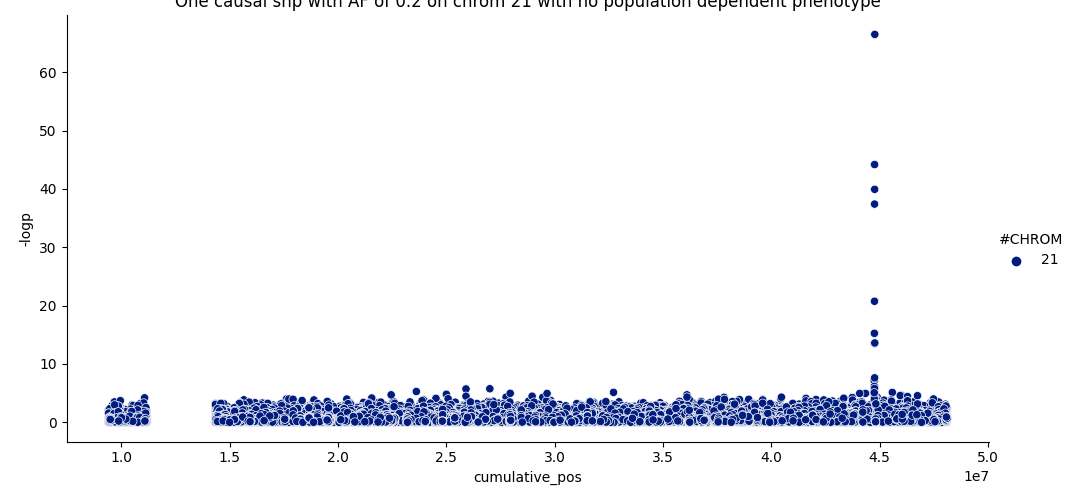 One causal snp with AF of 0.2 on chrom 21 with no population dependent phenotype
60
50
40
30
20
10
0
-logp
#CHROM
21
1.0 1.5 2.0 2.5 3.0 3.5 4.0 4.5 5.0
1e7
cumulative_pos